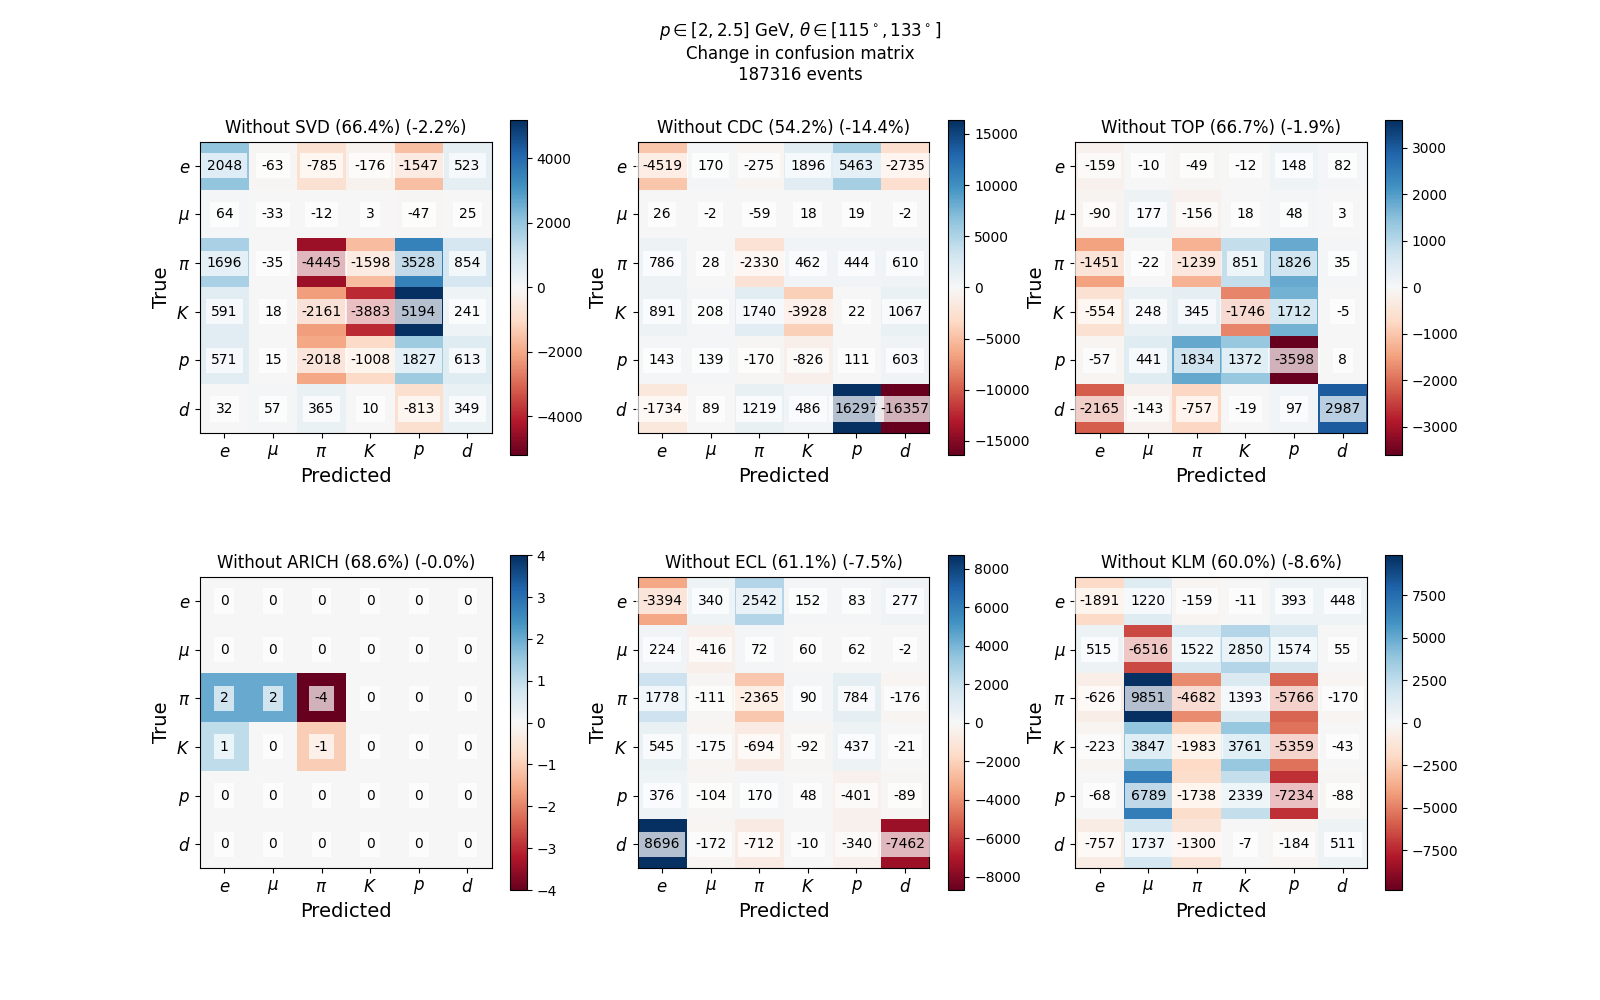 p ∈ [2, 2.5] GeV, θ ∈ [115°, 133°]
Change in confusion matrix
187316 events
Without SVD (66.4%) (-2.2%)
True
e 2048 -63 -785 -176 -1547 523
μ 64 -33 -12 3 -47 25
π 1696 -35 -4445 -1598 3528 854
K 591 18 -2161 -3883 5194 241
p 571 15 -2018 -1008 1827 613
d 32 57 365 10 -813 349
e μ π K p d
Predicted
4000
2000
0
−2000
−4000
Without CDC (54.2%) (-14.4%)
True
e -4519 170 -275 1896 5463 -2735
μ 26 -2 -59 18 19 -2
π 786 28 -2330 462 444 610
K 891 208 1740 -3928 22 1067
p 143 139 -170 -826 111 603
d -1734 89 1219 486 16297 -16357
e μ π K p d
Predicted
15000
10000
5000
0
−5000
−10000
−15000
Without TOP (66.7%) (-1.9%)
True
e -159 -10 -49 -12 148 82
μ -90 177 -156 18 48 3
π -1451 -22 -1239 851 1826 35
K -554 248 345 -1746 1712 -5
p -57 441 1834 1372 -3598 8
d -2165 -143 -757 -19 97 2987
e μ π K p d
Predicted
3000
2000
1000
0
−1000
−2000
−3000
Without ARICH (68.6%) (-0.0%)
True
e 0 0 0 0 0 0
μ 0 0 0 0 0 0
π 2 2 -4 0 0 0
K 1 0 -1 0 0 0
p 0 0 0 0 0 0
d 0 0 0 0 0 0
e μ π K p d
Predicted
4
3
2
1
0
−1
−2
−3
−4
Without ECL (61.1%) (-7.5%)
True
e -3394 340 2542 152 83 277
μ 224 -416 72 60 62 -2
π 1778 -111 -2365 90 784 -176
K 545 -175 -694 -92 437 -21
p 376 -104 170 48 -401 -89
d 8696 -172 -712 -10 -340 -7462
e μ π K p d
Predicted
8000
6000
4000
2000
0
−2000
−4000
−6000
−8000
Without KLM (60.0%) (-8.6%)
True
e -1891 1220 -159 -11 393 448
μ 515 -6516 1522 2850 1574 55
π -626 9851 -4682 1393 -5766 -170
K -223 3847 -1983 3761 -5359 -43
p -68 6789 -1738 2339 -7234 -88
d -757 1737 -1300 -7 -184 511
e μ π K p d
Predicted
7500
5000
2500
0
−2500
−5000
−7500